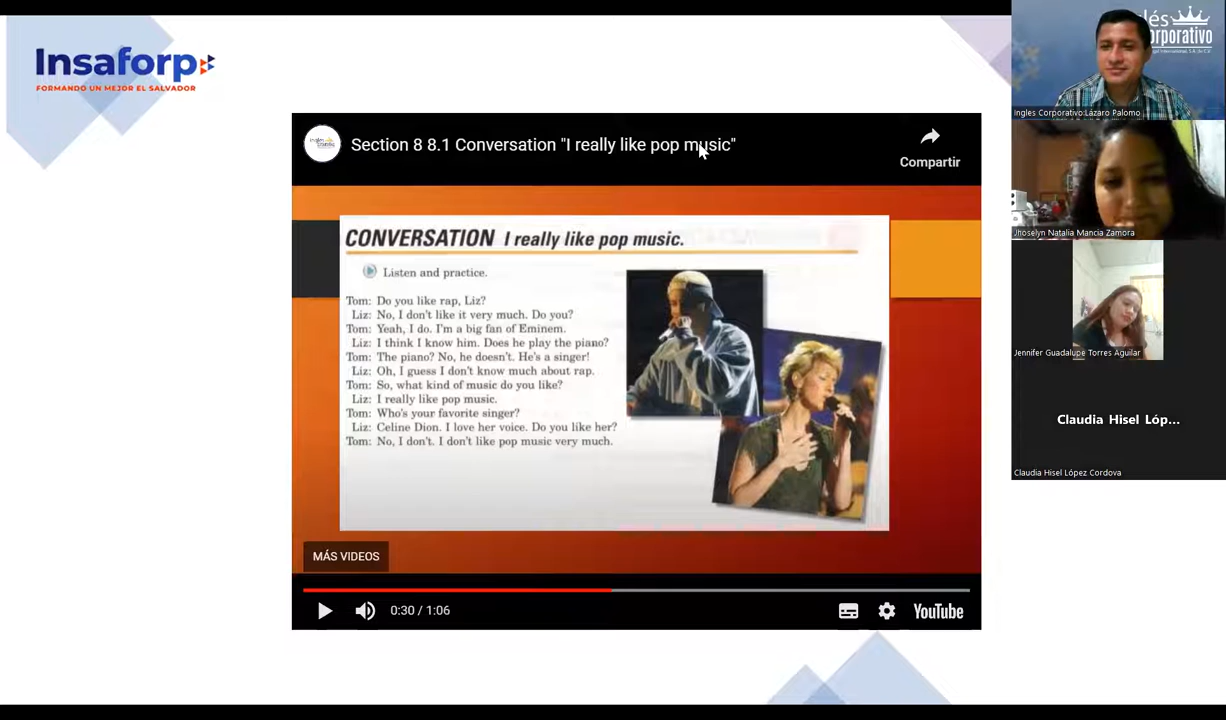 Insaforp
FORMANDO UN MEJOR EL SALVADOR
Section 8 8.1 Conversation "I really like pop music"
Compartir
CONVERSATION I really like pop music.
Listen and practice.
Tom: Do you like rap, Liz?
Liz: No, I don't like it very much. Do you?
Tom: Yeah, I do. I'm a big fan of Eminem.
Liz: I think I know him. Does he play the piano?
Tom: The piano? No, he doesn't. He's a singer!
Liz: Oh, I guess I don't know much about rap.
Tom: So, what kind of music do you like?
Liz: I really like pop music.
Tom: Who's your favorite singer?
Liz: Celine Dion. I love her voice. Do you like her?
Tom: No, I don't. I don't like pop music very much.
MÁS VIDEOS
0:30 / 1:06
YouTube
Ingles Corporativo:Lázaro Palomo
Jhoselyn Natalia Mancia Zamora
Jennifer Guadalupe Torres Aguilar
Claudia Hisel Lóp...
Claudia Hisel López Cordova